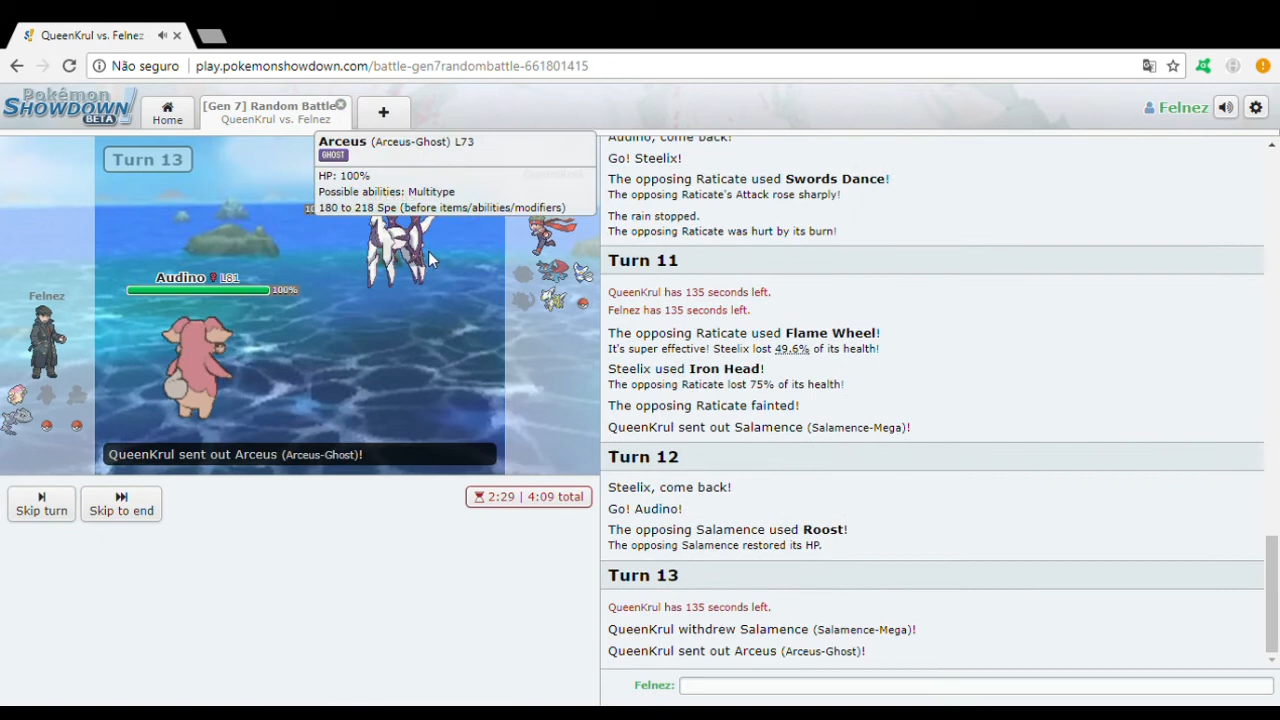 QueenKrul vs. Felnez
Não seguro play.pokemonshowdown.com/battle-gen7randombattle-661801415
Pokémon
SHOWDOWN
BETA
Home
[Gen 7] Random Battle
QueenKrul vs. Felnez
Felnez
Turn 13
Arceus (Arceus-Ghost) L73
GHOST
HP: 100%
Possible abilities: Multitype
180 to 218 Spe (before items/abilities/modifiers)
Audino L81
100%
Felnez
QueenKrul sent out Arceus (Arceus-Ghost)!
Skip turn
Skip to end
2:29 | 4:09 total
Audino, come back!
Go! Steelix!
The opposing Raticate used Swords Dance!
The opposing Raticate's Attack rose sharply!
The rain stopped.
The opposing Raticate was hurt by its burn!
Turn 11
QueenKrul has 135 seconds left.
Felnez has 135 seconds left.
The opposing Raticate used Flame Wheel!
It's super effective! Steelix lost 49.6% of its health!
Steelix used Iron Head!
The opposing Raticate lost 75% of its health!
The opposing Raticate fainted!
QueenKrul sent out Salamence (Salamence-Mega)!
Turn 12
Steelix, come back!
Go! Audino!
The opposing Salamence used Roost!
The opposing Salamence restored its HP.
Turn 13
QueenKrul has 135 seconds left.
QueenKrul withdrew Salamence (Salamence-Mega)!
QueenKrul sent out Arceus (Arceus-Ghost)!
Felnez: